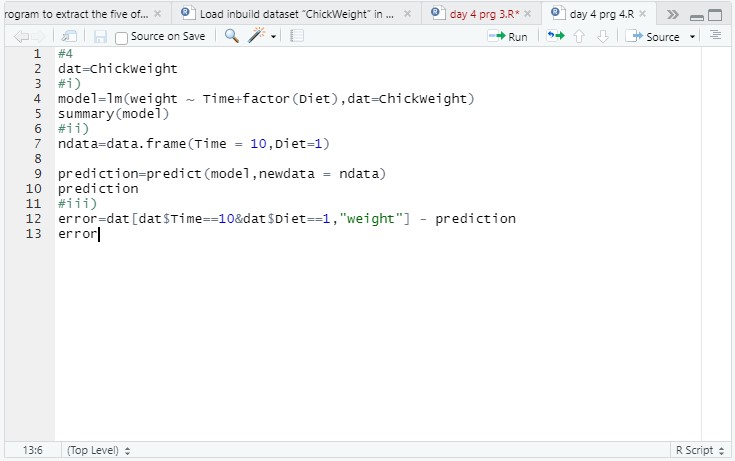 rogram to extract the five of...
Load inbuild dataset "ChickWeight" in ...
day 4 prg 3.R*
day 4 prg 4.R
Source on Save
Run
Source
1 #4
2 dat=ChickWeight
3 #i)
4 model=lm(weight ~ Time+factor(Diet),dat=ChickWeight)
5 summary(model)
6 #ii)
7 ndata=data.frame(Time = 10,Diet=1)
8
9 prediction=predict(model,newdata = ndata)
10 prediction
11 #iii)
12 error=dat[dat$Time==10&dat$Diet==1,"weight"] - prediction
13 error
13:6 (Top Level) R Script